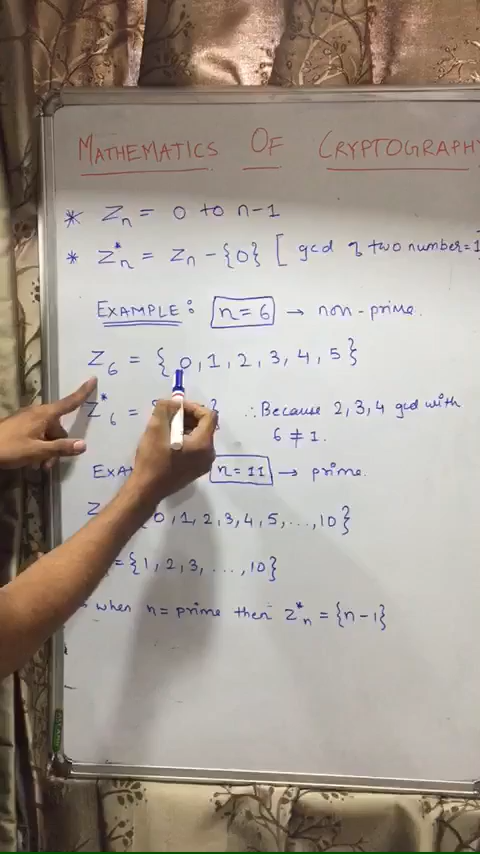 MATHEMATICS OF CRYPTOGRAPHY
* Zn = 0 to n-1
* Z*n = Zn - {0} [ gcd of two number=1]
EXAMPLE: n=6 → non-prime.
Z6 = {0, 1, 2, 3, 4, 5}
Z*6 = { } ∴ Because 2, 3, 4 gcd with
6 ≠ 1.
EXA n=11 → prime.
Z {0, 1, 2, 3, 4, 5, ..., 10}
= {1, 2, 3, ..., 10}
when n = prime then Z*n = {n-1}